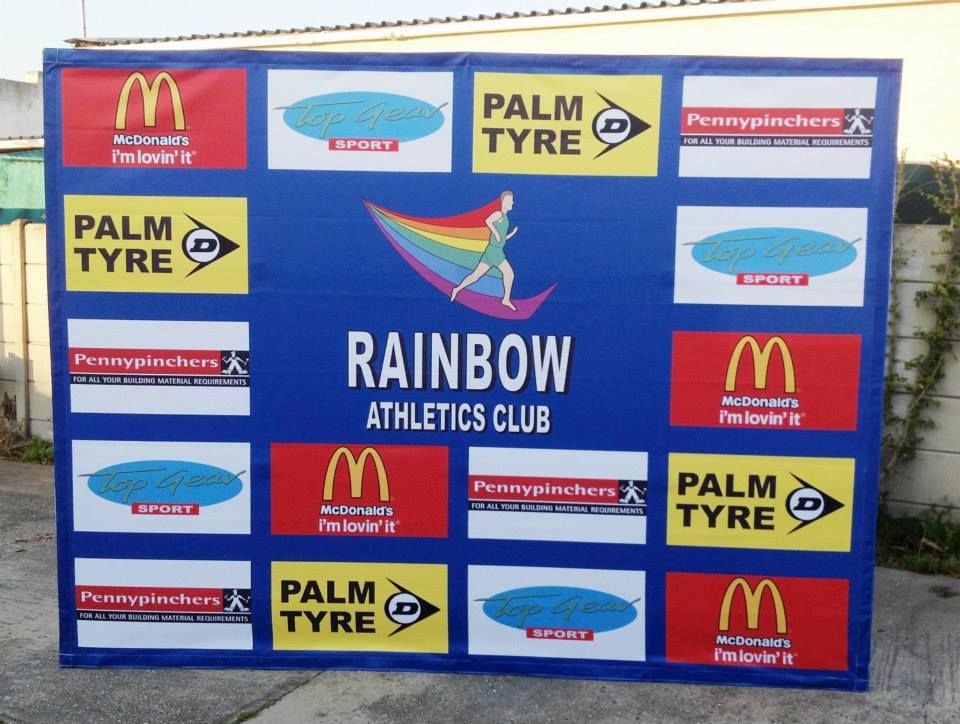 McDonald's
i'm lovin' it®
Top Gear
SPORT
PALM
TYRE
D
Pennypinchers
FOR ALL YOUR BUILDING MATERIAL REQUIREMENTS
PALM
TYRE
D
Top Gear
SPORT
Pennypinchers
FOR ALL YOUR BUILDING MATERIAL REQUIREMENTS
RAINBOW
ATHLETICS CLUB
McDonald's
i'm lovin' it®
Top Gear
SPORT
McDonald's
i'm lovin' it®
Pennypinchers
FOR ALL YOUR BUILDING MATERIAL REQUIREMENTS
PALM
TYRE
D
Pennypinchers
FOR ALL YOUR BUILDING MATERIAL REQUIREMENTS
PALM
TYRE
D
Top Gear
SPORT
McDonald's
i'm lovin' it®